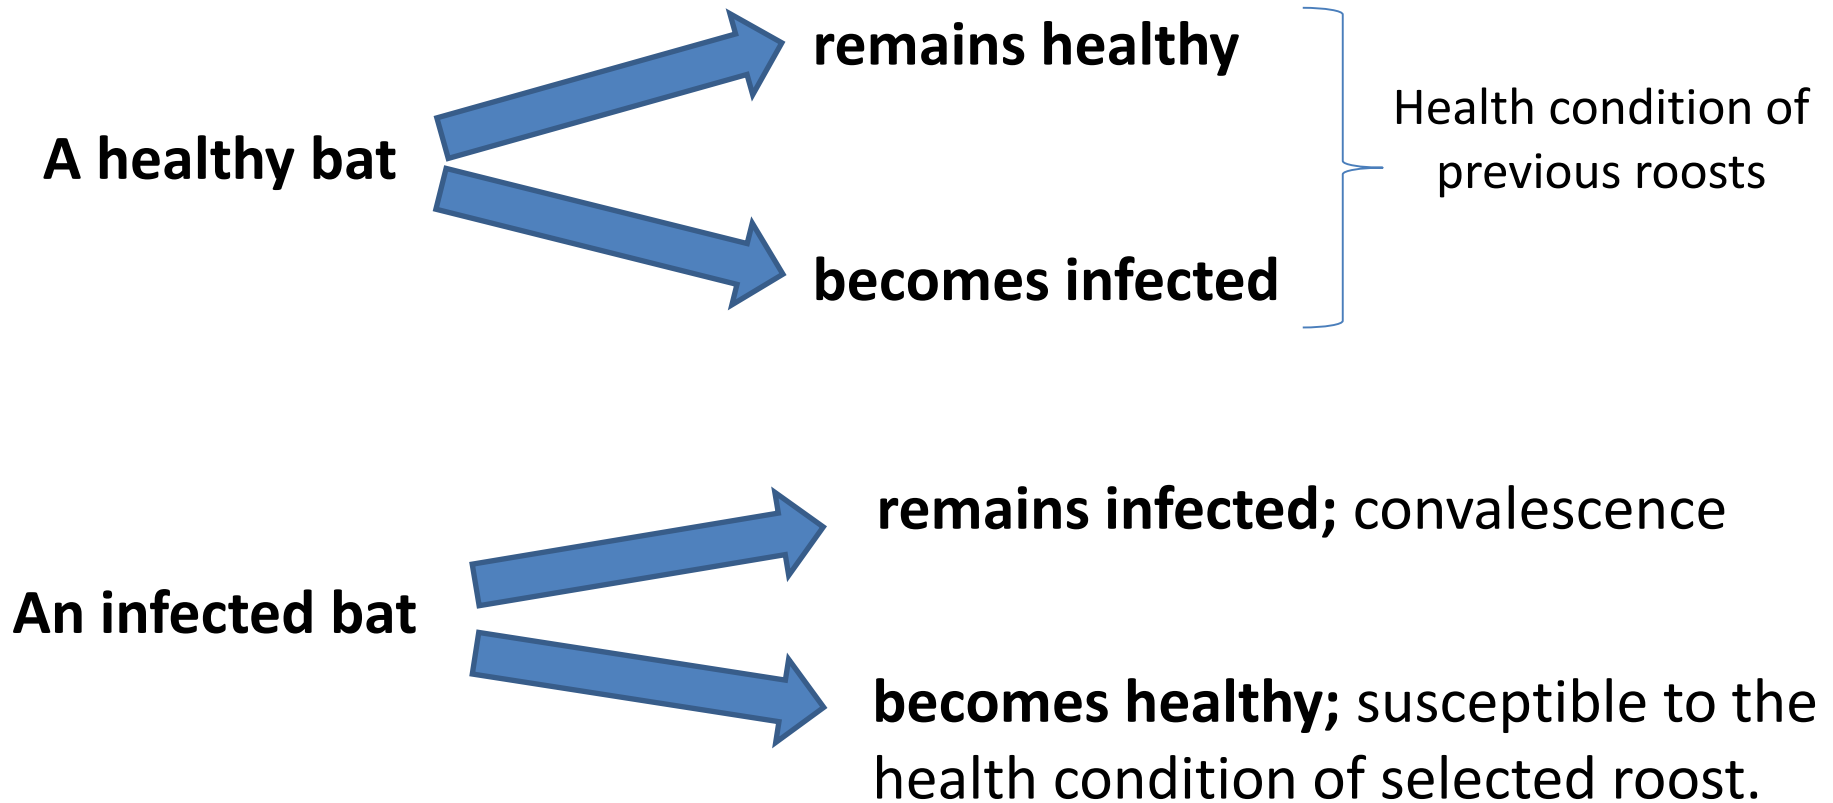 remains healthy
Health condition of
previous roosts
A healthy bat
becomes infected
remains infected; convalescence
An infected bat
becomes healthy; susceptible to the
health condition of selected roost.